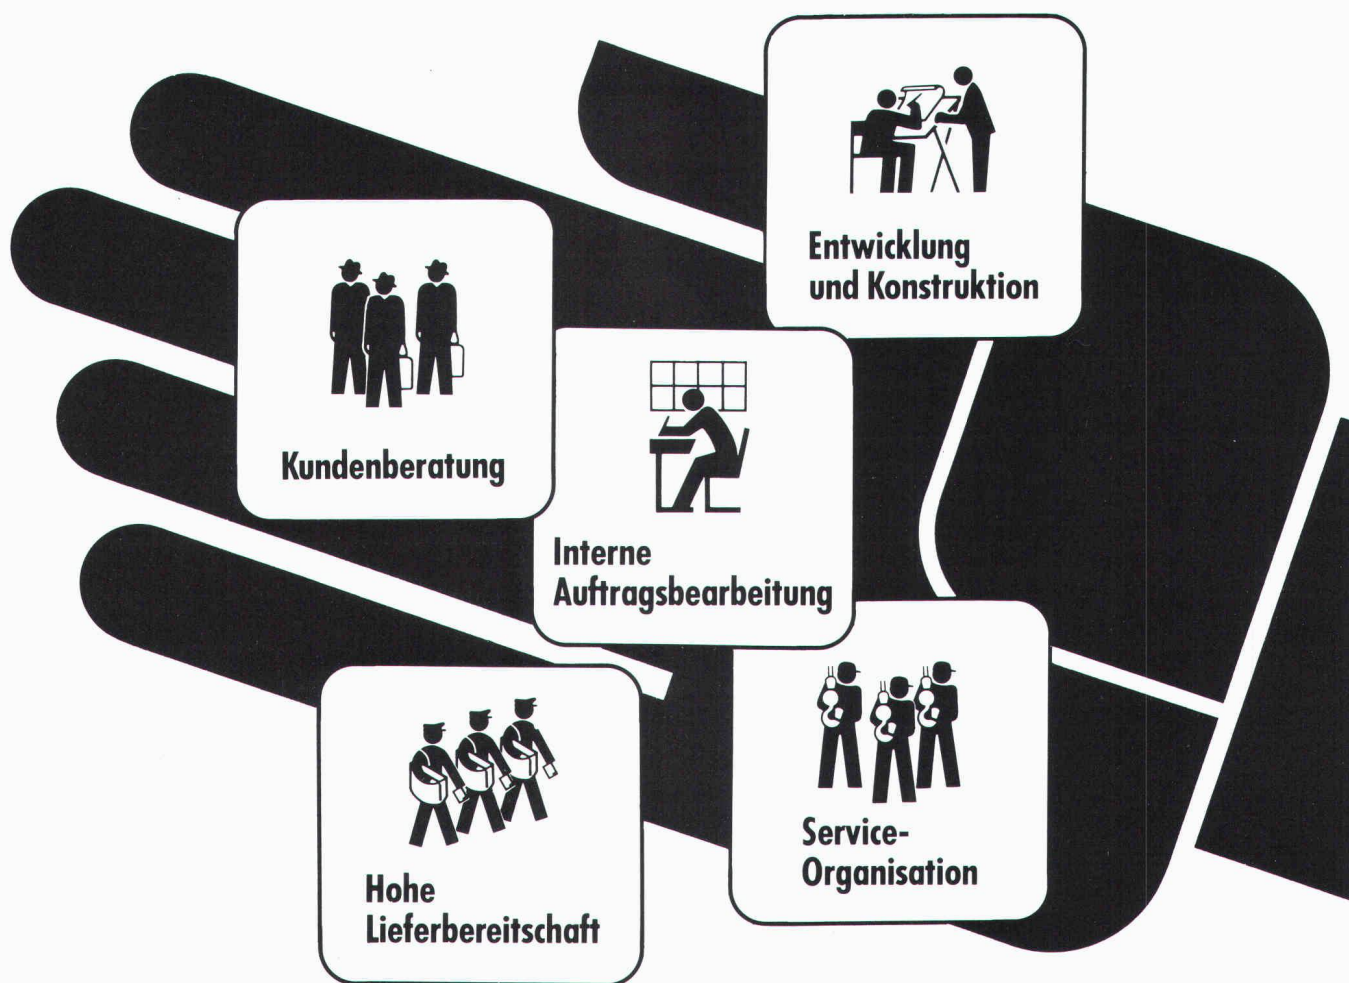 Entwicklung
und Konstruktion
Kundenberatung
Interne
Auftragsbearbeitung
Service-
Organisation
Hohe
Lieferbereitschaft